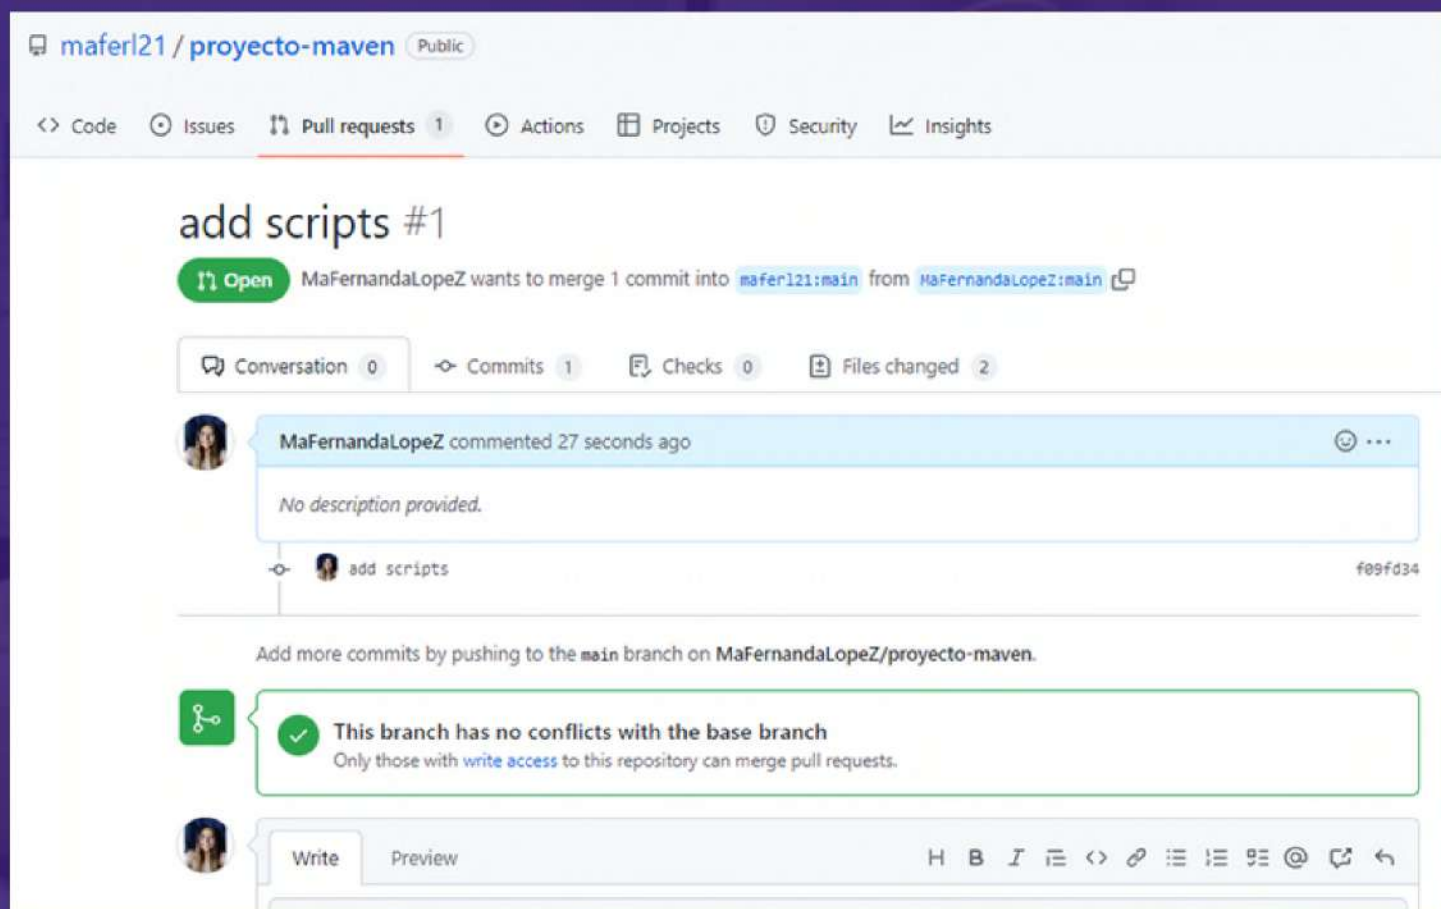 maferl21 / proyecto-maven Public
Code Issues Pull requests 1 Actions Projects Security Insights
add scripts #1
Open MaFernandaLopeZ wants to merge 1 commit into maferl21:main from MaFernandaLopeZ:main
Conversation 0 Commits 1 Checks 0 Files changed 2
MaFernandaLopeZ commented 27 seconds ago
No description provided.
add scripts f09fd34
Add more commits by pushing to the main branch on MaFernandaLopeZ/proyecto-maven.
This branch has no conflicts with the base branch
Only those with write access to this repository can merge pull requests.
Write Preview H B I